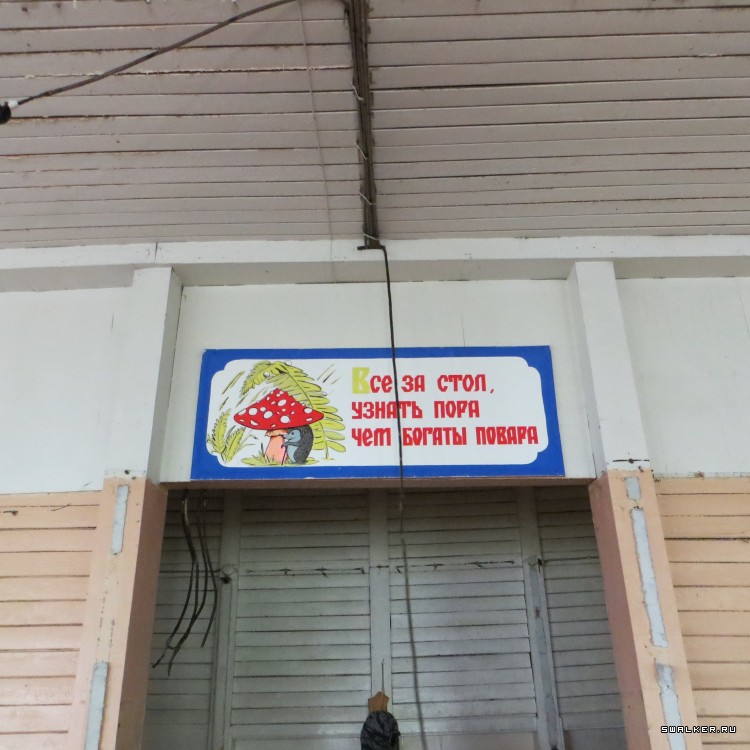 Все за стол,
узнать пора
чем богаты повара
SWALKER.RU